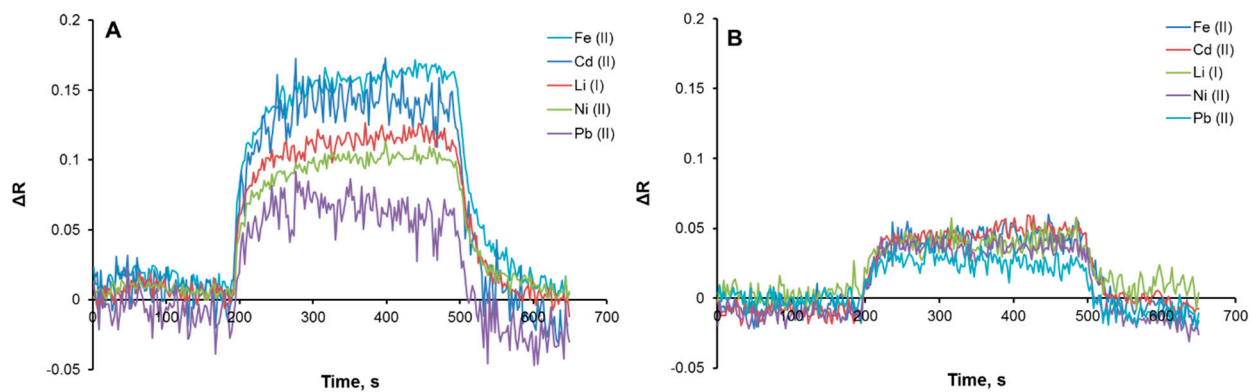 A
0.2
0.15
0.1
0.05
0
-0.05
ΔR
0
100
200
300
400
500
600
700
Time, s
Fe (II)
Cd (II)
Li (I)
Ni (II)
Pb (II)
B
0.2
0.15
0.1
0.05
0
-0.05
ΔR
0
100
200
300
400
500
600
700
Time, s
Fe (II)
Cd (II)
Li (I)
Ni (II)
Pb (II)